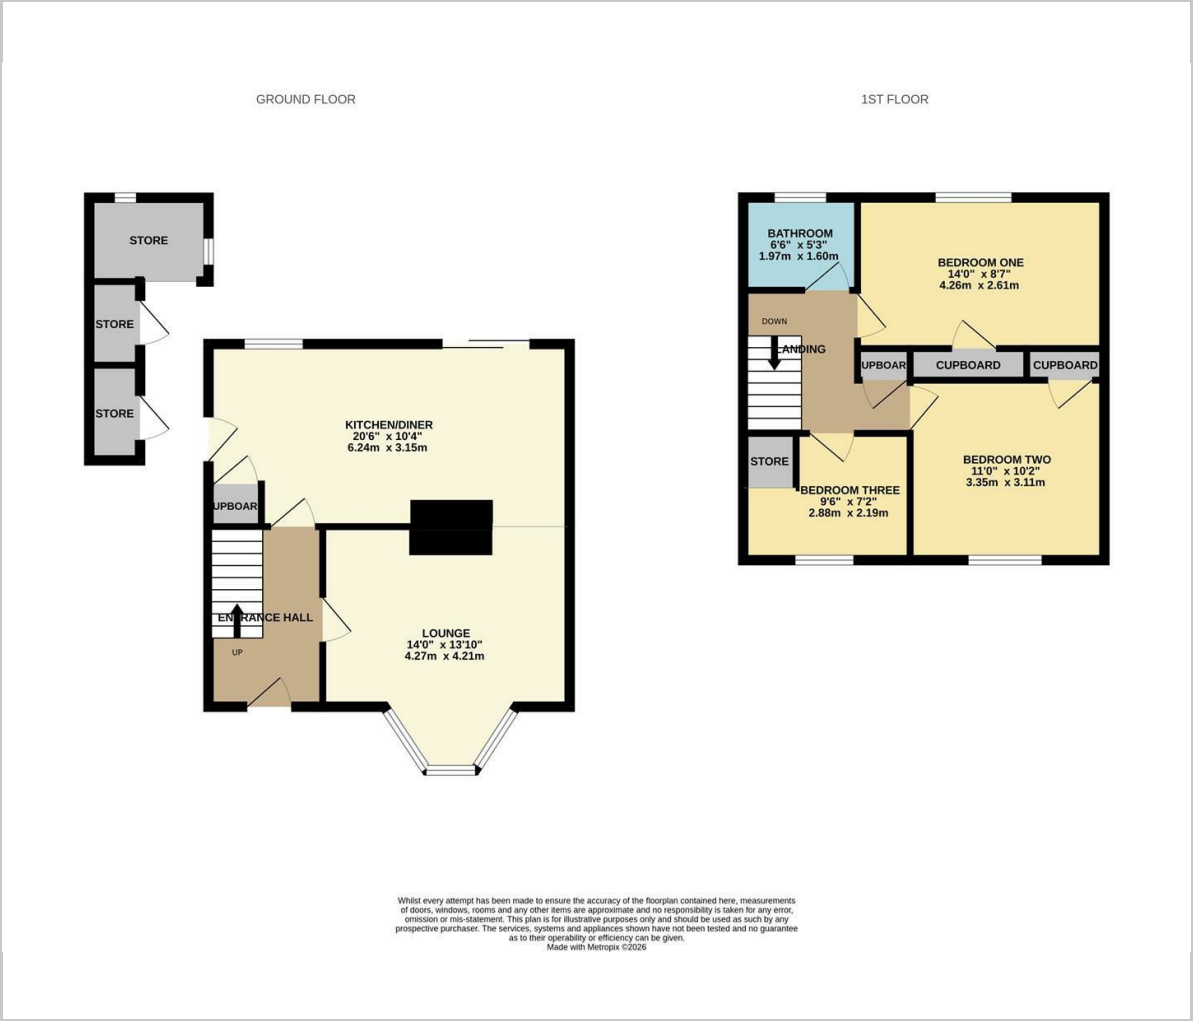 GROUND FLOOR
STORE
STORE
STORE
KITCHEN/DINER
20'6" x 10'4"
6.24m x 3.15m
UPBOAR
ENTRANCE HALL
UP
LOUNGE
14'0" x 13'10"
4.27m x 4.21m
1ST FLOOR
BATHROOM
6'6" x 5'3"
1.97m x 1.60m
BEDROOM ONE
14'0" x 8'7"
4.26m x 2.61m
DOWN
LANDING
UPBOAR
CUPBOARD
CUPBOARD
STORE
BEDROOM TWO
11'0" x 10'2"
3.35m x 3.11m
BEDROOM THREE
9'6" x 7'2"
2.88m x 2.19m
Whilst every attempt has been made to ensure the accuracy of the floorplan contained here, measurements
of doors, windows, rooms and any other items are approximate and no responsibility is taken for any error,
omission or mis-statement. This plan is for illustrative purposes only and should be used as such by any
prospective purchaser. The services, systems and appliances shown have not been tested and no guarantee
as to their operability or efficiency can be given.
Made with Metropix ©2026